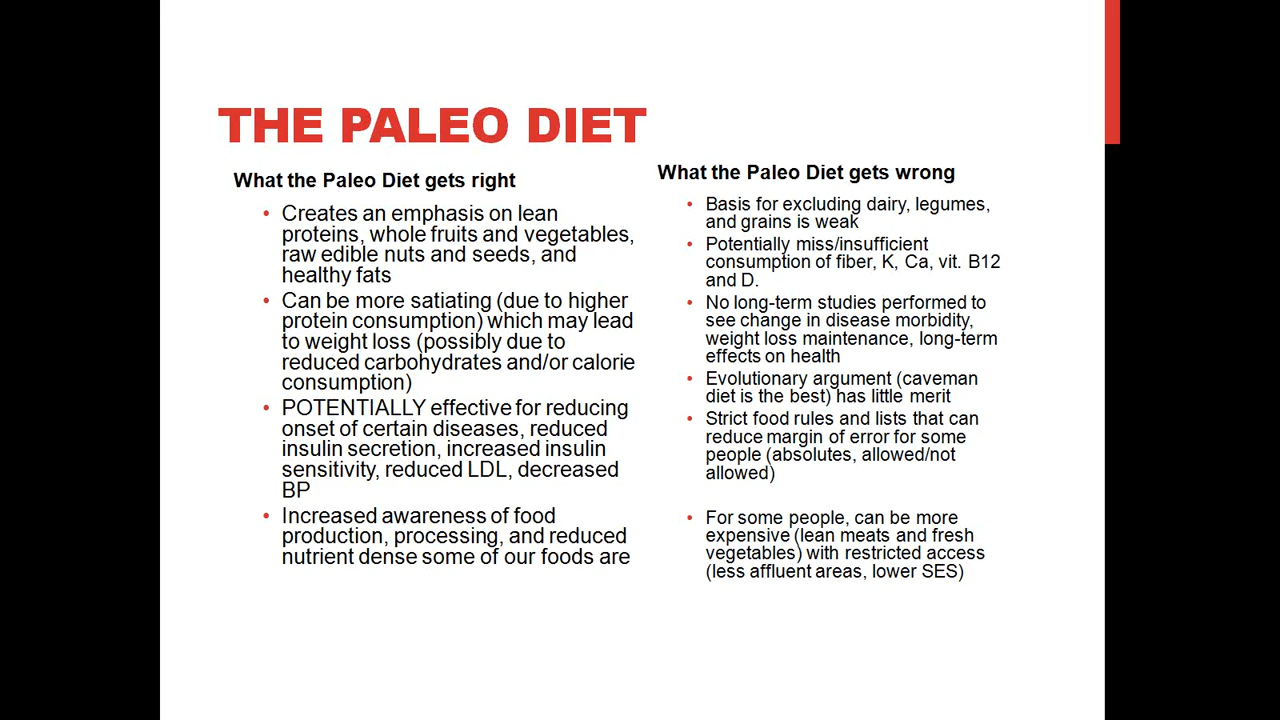 THE PALEO DIET
What the Paleo Diet gets right
• Creates an emphasis on lean
proteins, whole fruits and vegetables,
raw edible nuts and seeds, and
healthy fats
• Can be more satiating (due to higher
protein consumption) which may lead
to weight loss (possibly due to
reduced carbohydrates and/or calorie
consumption)
• POTENTIALLY effective for reducing
onset of certain diseases, reduced
insulin secretion, increased insulin
sensitivity, reduced LDL, decreased
BP
• Increased awareness of food
production, processing, and reduced
nutrient dense some of our foods are
What the Paleo Diet gets wrong
• Basis for excluding dairy, legumes,
and grains is weak
• Potentially miss/insufficient
consumption of fiber, K, Ca, vit. B12
and D.
• No long-term studies performed to
see change in disease morbidity,
weight loss maintenance, long-term
effects on health
• Evolutionary argument (caveman
diet is the best) has little merit
• Strict food rules and lists that can
reduce margin of error for some
people (absolutes, allowed/not
allowed)
• For some people, can be more
expensive (lean meats and fresh
vegetables) with restricted access
(less affluent areas, lower SES)